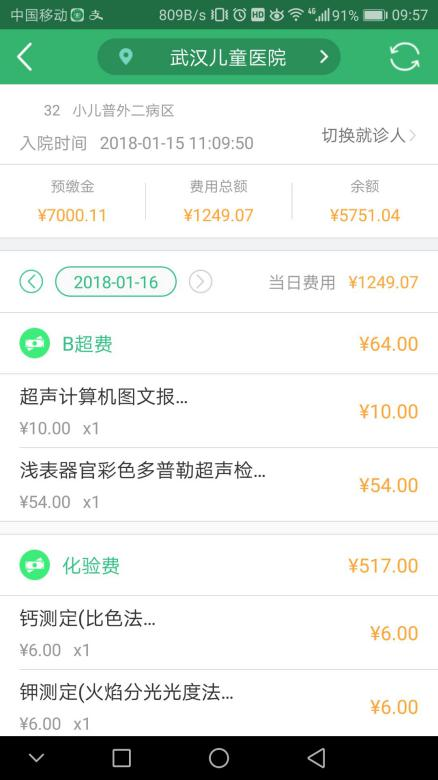 中国移动 809B/s HD 4G 91% 09:57
武汉儿童医院
32 小儿普外二病区
入院时间 2018-01-15 11:09:50
切换就诊人
预缴金 费用总额 余额
¥7000.11 ¥1249.07 ¥5751.04
2018-01-16 当日费用 ¥1249.07
B超费 ¥64.00
超声计算机图文报...
¥10.00 x1
¥10.00
浅表器官彩色多普勒超声检...
¥54.00 x1
¥54.00
化验费 ¥517.00
钙测定(比色法...
¥6.00 x1
¥6.00
钾测定(火焰分光光度法...
¥6.00 x1
¥6.00